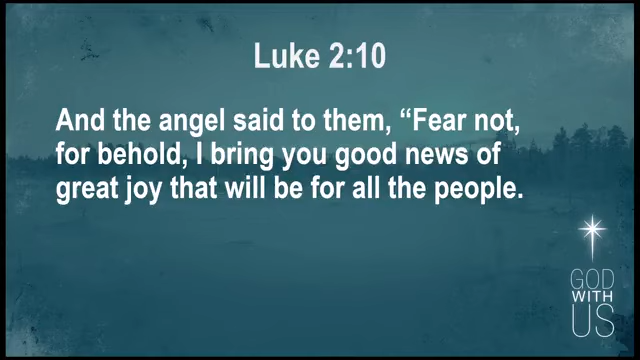 Luke 2:10
And the angel said to them, “Fear not,
for behold, I bring you good news of
great joy that will be for all the people.
GOD
WITH
US